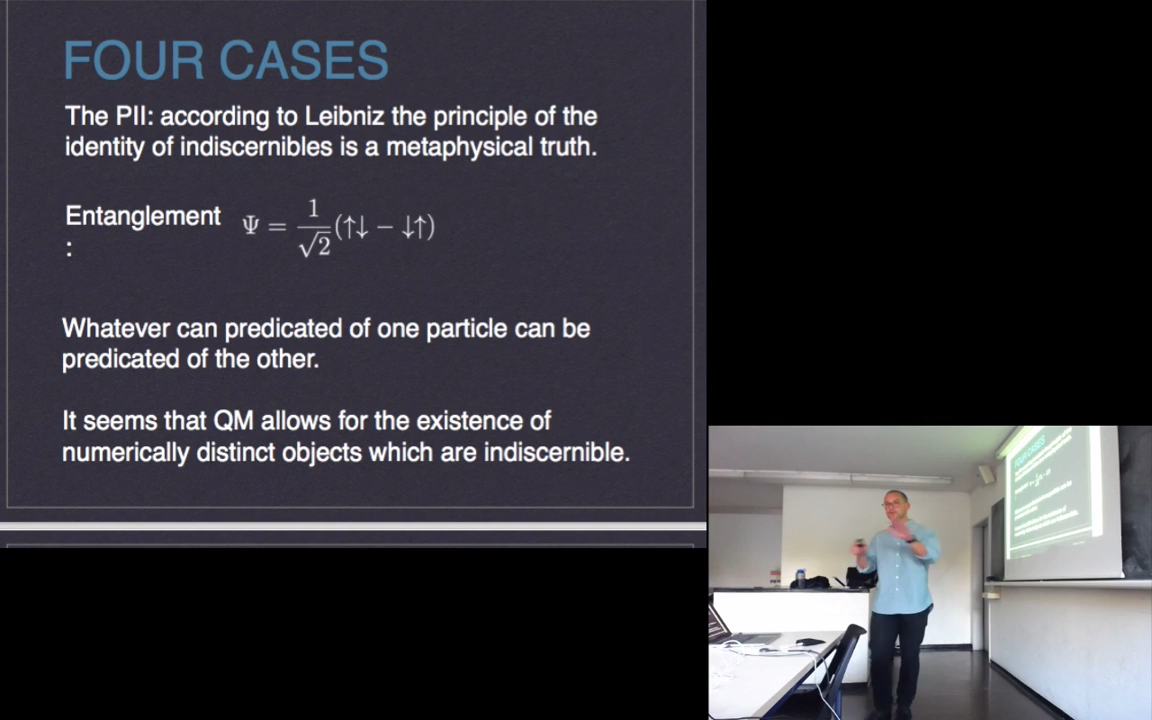 FOUR CASES
The PII: according to Leibniz the principle of the
identity of indiscernibles is a metaphysical truth.
Entanglement
:
Ψ = 1/√2 (↑↓ − ↓↑)
Whatever can predicated of one particle can be
predicated of the other.
It seems that QM allows for the existence of
numerically distinct objects which are indiscernible.